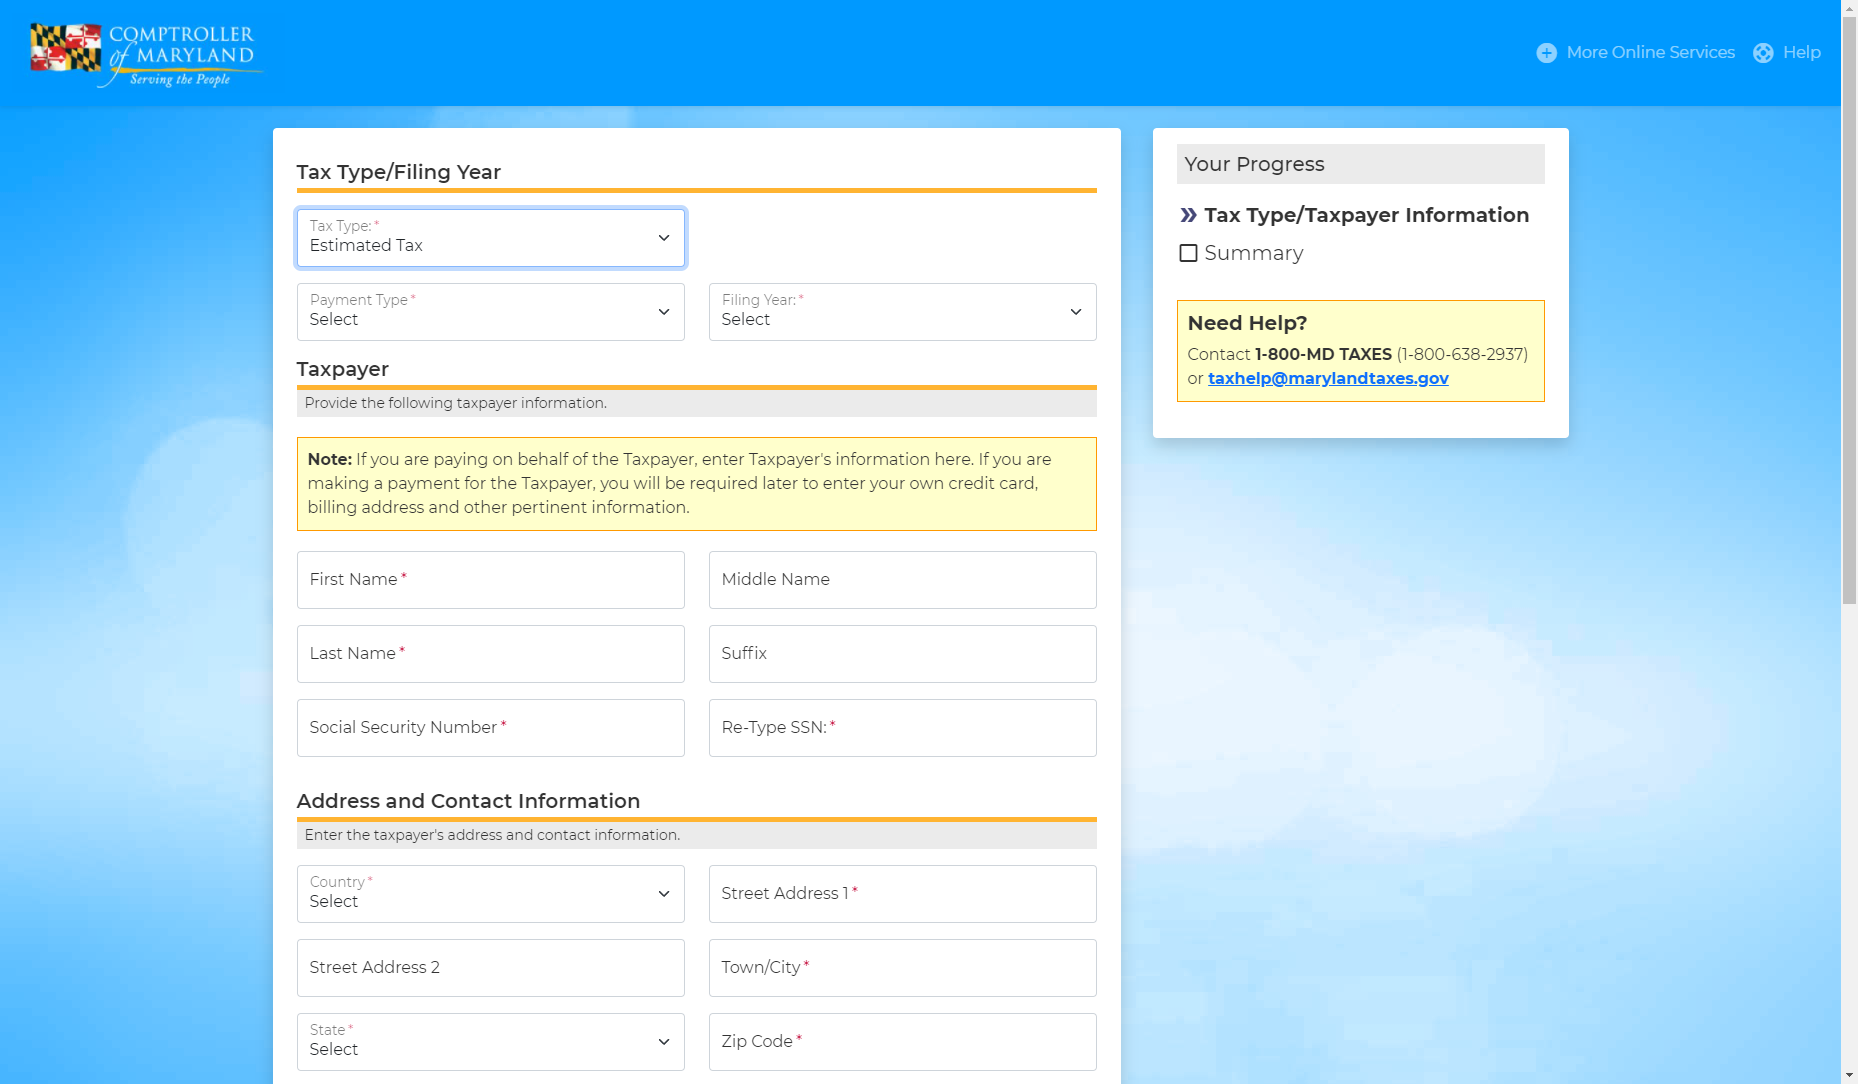 COMPTROLLER
of MARYLAND
Serving the People
More Online Services
Help
Tax Type/Filing Year
Tax Type:*
Estimated Tax
Payment Type*
Select
Filing Year:*
Select
Taxpayer
Provide the following taxpayer information.
Note: If you are paying on behalf of the Taxpayer, enter Taxpayer's information here. If you are
making a payment for the Taxpayer, you will be required later to enter your own credit card,
billing address and other pertinent information.
First Name*
Middle Name
Last Name*
Suffix
Social Security Number*
Re-Type SSN:*
Address and Contact Information
Enter the taxpayer's address and contact information.
Country*
Select
Street Address 1*
Street Address 2
Town/City*
State*
Select
Zip Code*
Your Progress
Tax Type/Taxpayer Information
Summary
Need Help?
Contact 1-800-MD TAXES (1-800-638-2937)
or taxhelp@marylandtaxes.gov